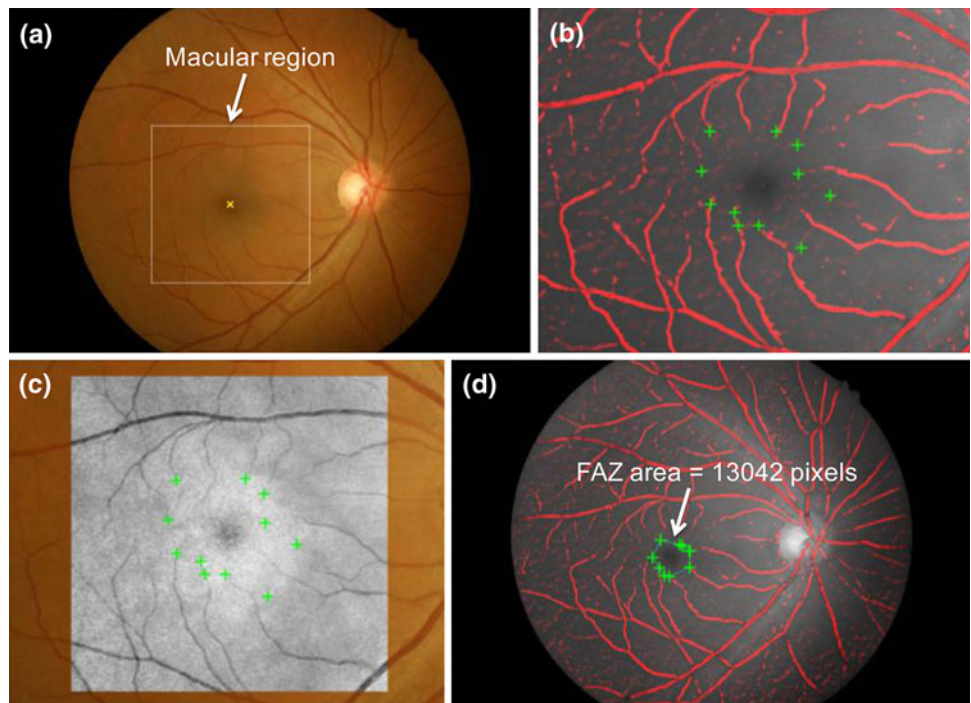 (a)
Macular region
(b)
(c)
(d)
FAZ area = 13042 pixels